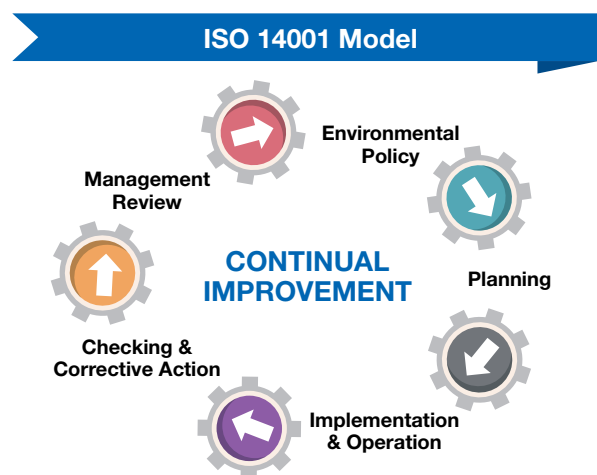 ISO 14001 Model
Environmental
Policy
Management
Review
CONTINUAL
IMPROVEMENT
Planning
Checking &
Corrective Action
Implementation
& Operation